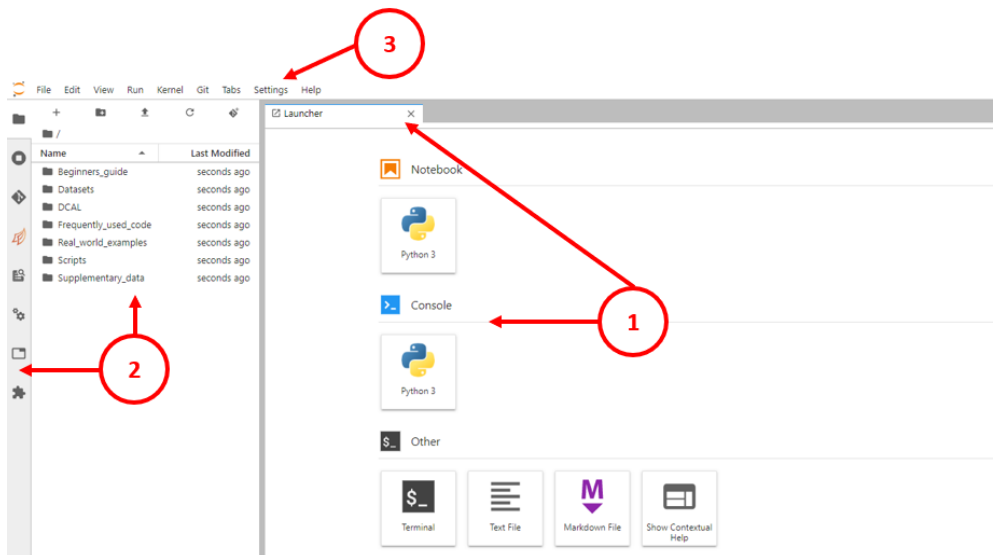 3
File Edit View Run Kernel Git Tabs Settings Help
Launcher
/
Name Last Modified
Beginners_guide seconds ago
Datasets seconds ago
DCAL seconds ago
Frequently_used_code seconds ago
Real_world_examples seconds ago
Scripts seconds ago
Supplementary_data seconds ago
2
Notebook
Python 3
Console
1
Python 3
$_ Other
$_
M
Terminal
Text File
Markdown File
Show Contextual
Help